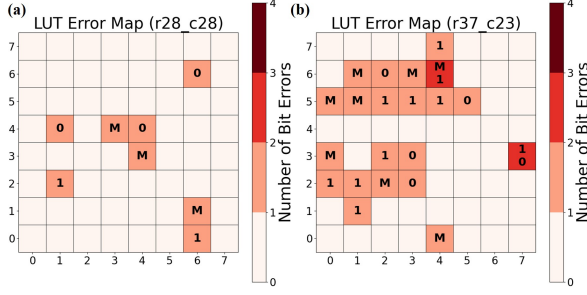 (a)
LUT Error Map (r28_c28)
7
6 0
5
4 0 M 0
3 M
2 1
1 M
0 1
0 1 2 3 4 5 6 7
4
3
2
1
0
Number of Bit Errors
(b)
LUT Error Map (r37_c23)
7 1
6 M 0 M M 1
5 M M 1 1 1 0
4
3 M 1 0 1 0
2 1 1 M 0
1 1
0 M
0 1 2 3 4 5 6 7
4
3
2
1
0
Number of Bit Errors